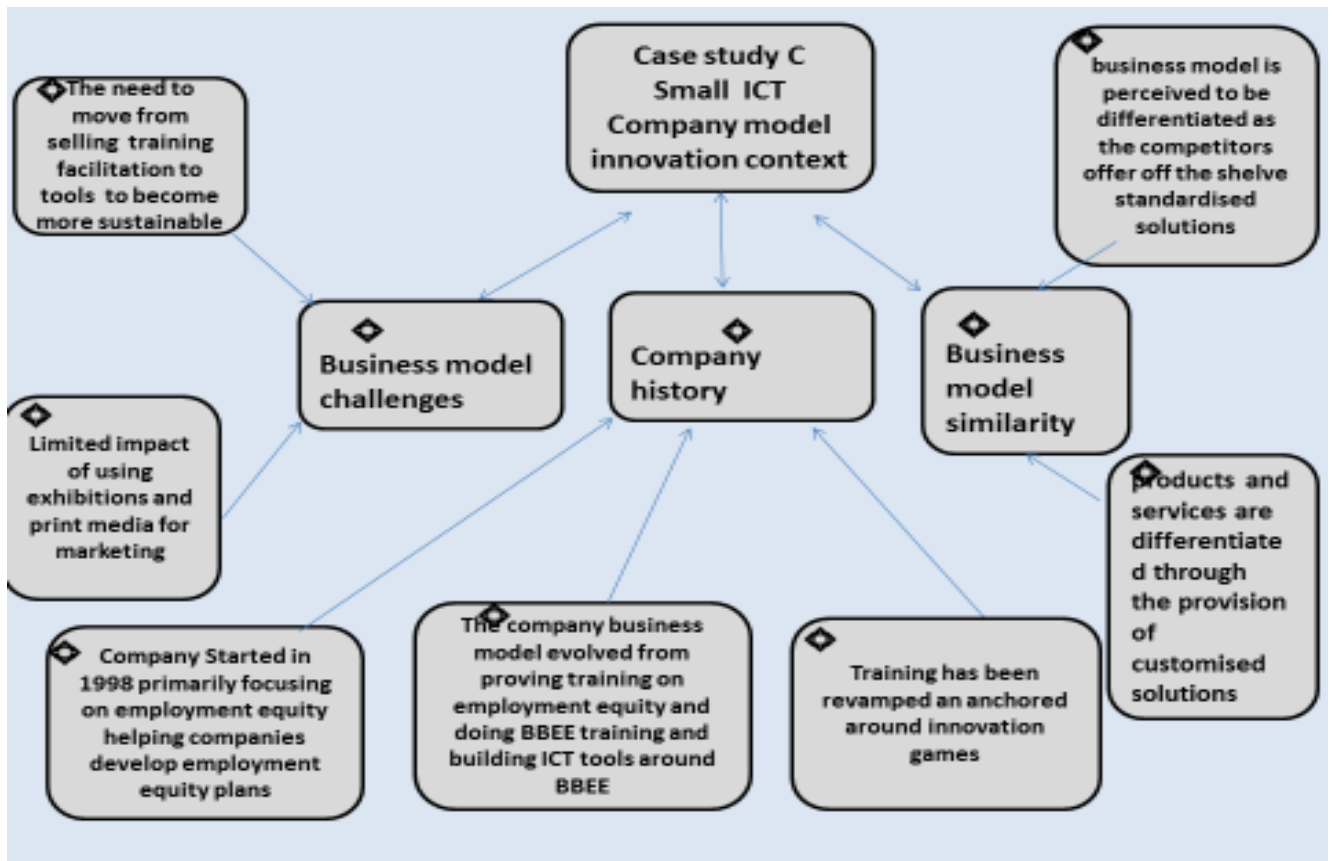 Case study C
Small ICT
Company model
innovation context
business model is
perceived to be
differentiated as
the competitors
offer off the shelve
standardised
solutions
The need to
move from
selling training
facilitation to
tools to become
more sustainable
Business model
challenges
Company
history
Business
model
similarity
Limited impact
of using
exhibitions and
print media for
marketing
products and
services are
differentiate
d through
the provision
of
customised
solutions
Company Started in
1998 primarily focusing
on employment equity
helping companies
develop employment
equity plans
The company business
model evolved from
proving training on
employment equity and
doing BBEE training and
building ICT tools around
BBEE
Training has been
revamped an anchored
around innovation
games